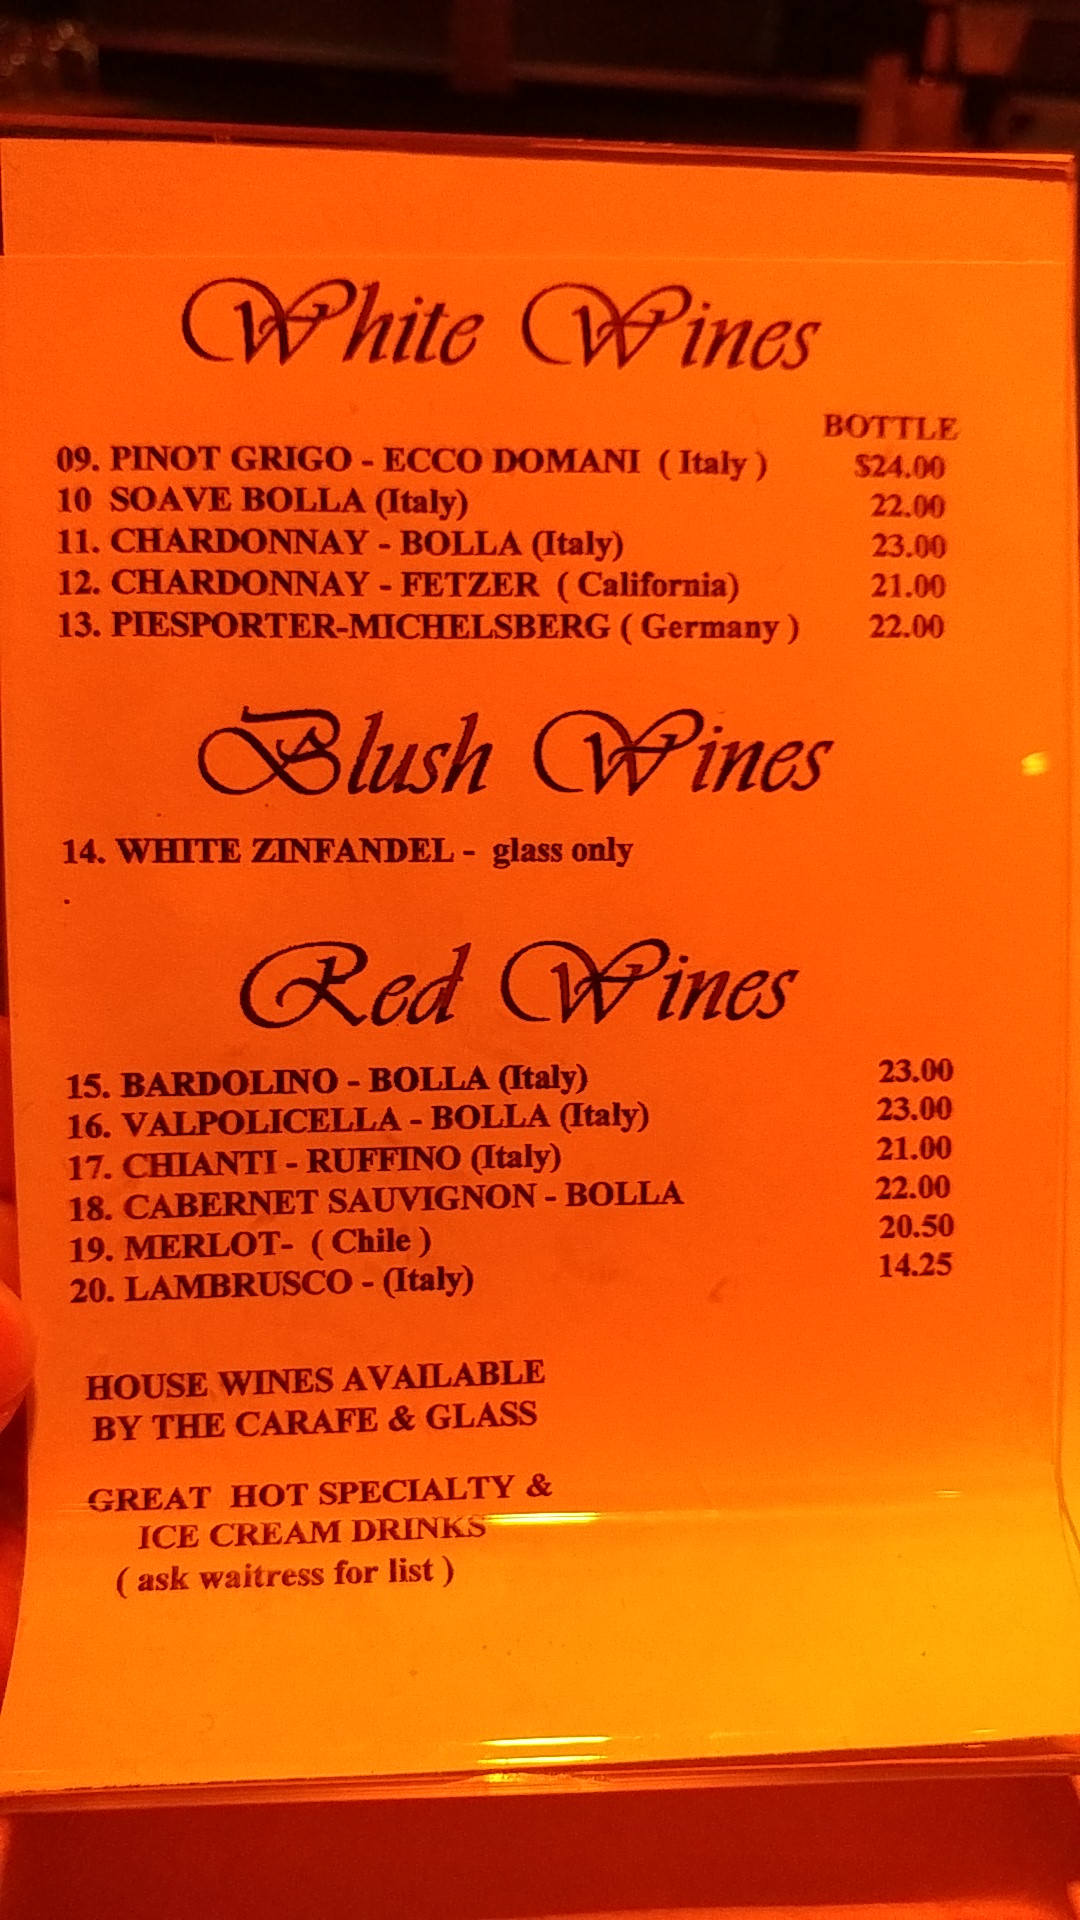 White Wines
BOTTLE
09. PINOT GRIGO - ECCO DOMANI ( Italy ) $24.00
10 SOAVE BOLLA (Italy) 22.00
11. CHARDONNAY - BOLLA (Italy) 23.00
12. CHARDONNAY - FETZER ( California) 21.00
13. PIESPORTER-MICHELSBERG ( Germany ) 22.00
Blush Wines
14. WHITE ZINFANDEL - glass only
.
Red Wines
15. BARDOLINO - BOLLA (Italy) 23.00
16. VALPOLICELLA - BOLLA (Italy) 23.00
17. CHIANTI - RUFFINO (Italy) 21.00
18. CABERNET SAUVIGNON - BOLLA 22.00
19. MERLOT- ( Chile ) 20.50
20. LAMBRUSCO - (Italy) 14.25
HOUSE WINES AVAILABLE
BY THE CARAFE & GLASS
GREAT HOT SPECIALTY &
ICE CREAM DRINKS
( ask waitress for list )